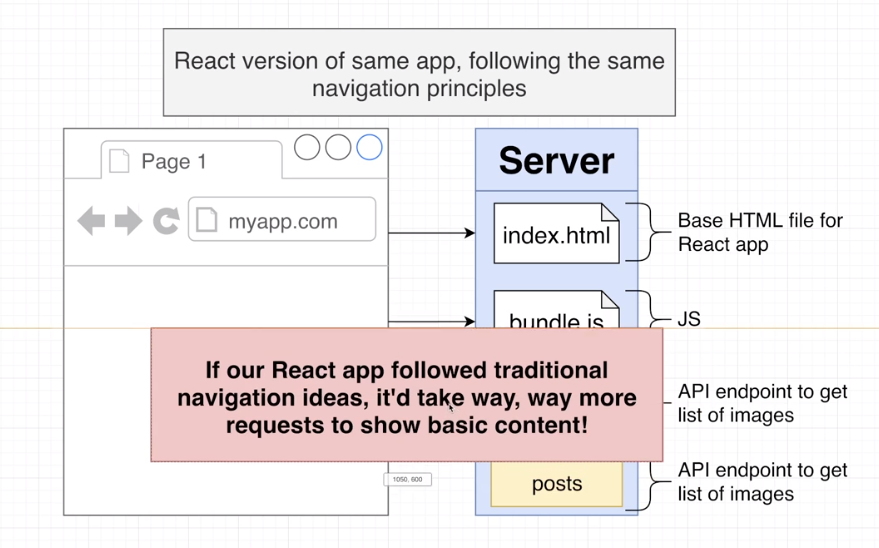 React version of same app, following the same
navigation principles
Page 1
myapp.com
Server
index.html
Base HTML file for
React app
bundle.js
JS
If our React app followed traditional
navigation ideas, it'd take way, way more
requests to show basic content!
API endpoint to get
list of images
1050, 600
posts
API endpoint to get
list of images